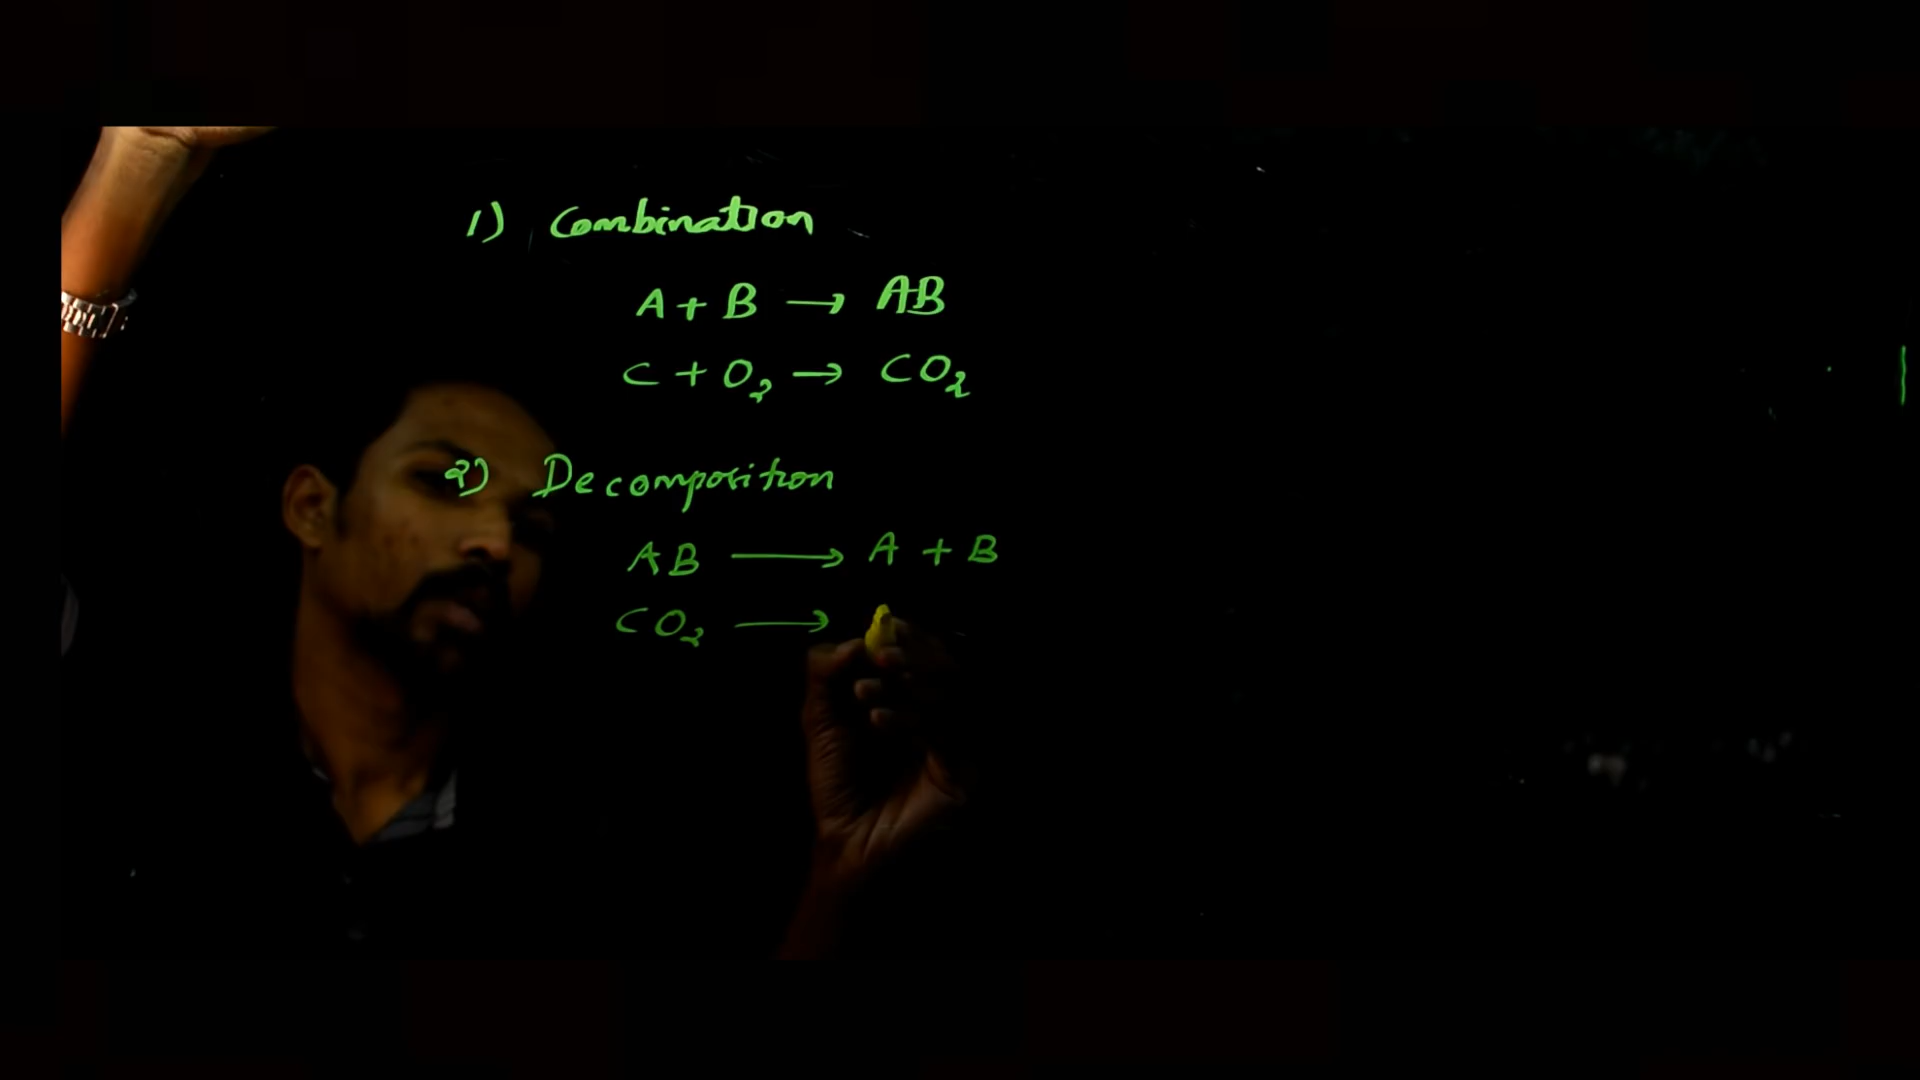 1) Combination
A + B → AB
C + O₂ → CO₂
2) Decomposition
AB → A + B
CO₂ →